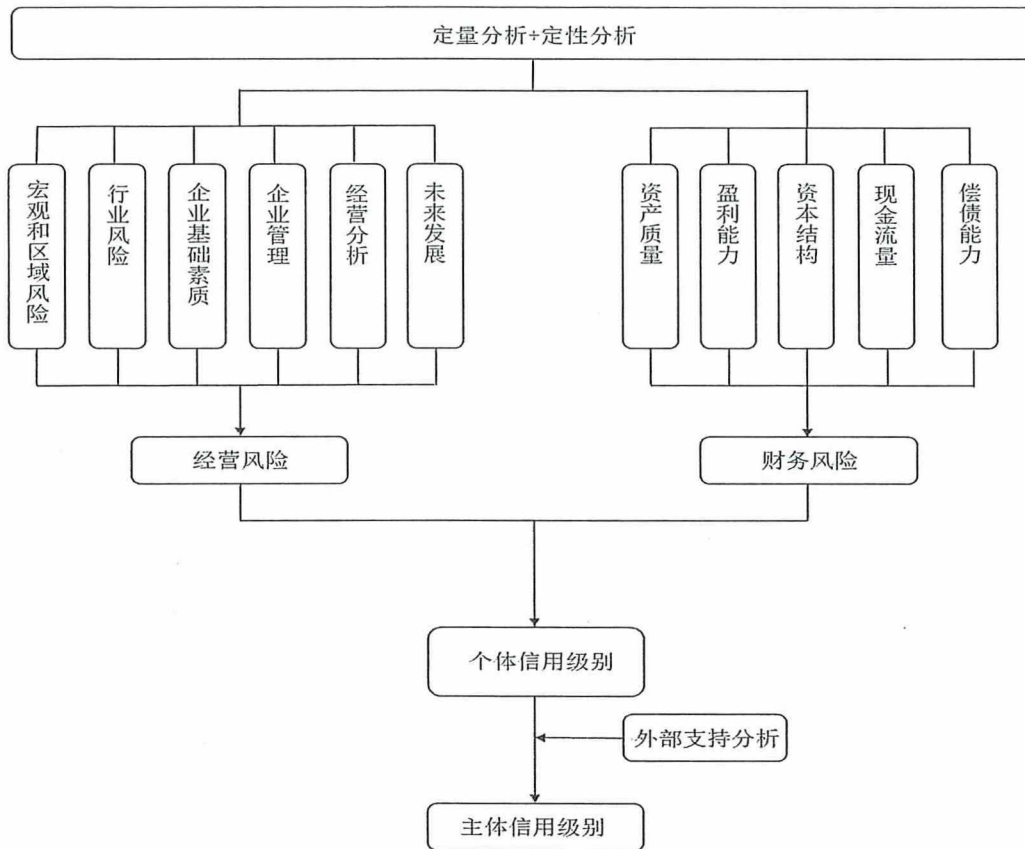 定量分析+定性分析
宏观和区域风险
行业风险
企业基础素质
企业管理
经营分析
未来发展
资产质量
盈利能力
资本结构
现金流量
偿债能力
经营风险
财务风险
个体信用级别
外部支持分析
主体信用级别